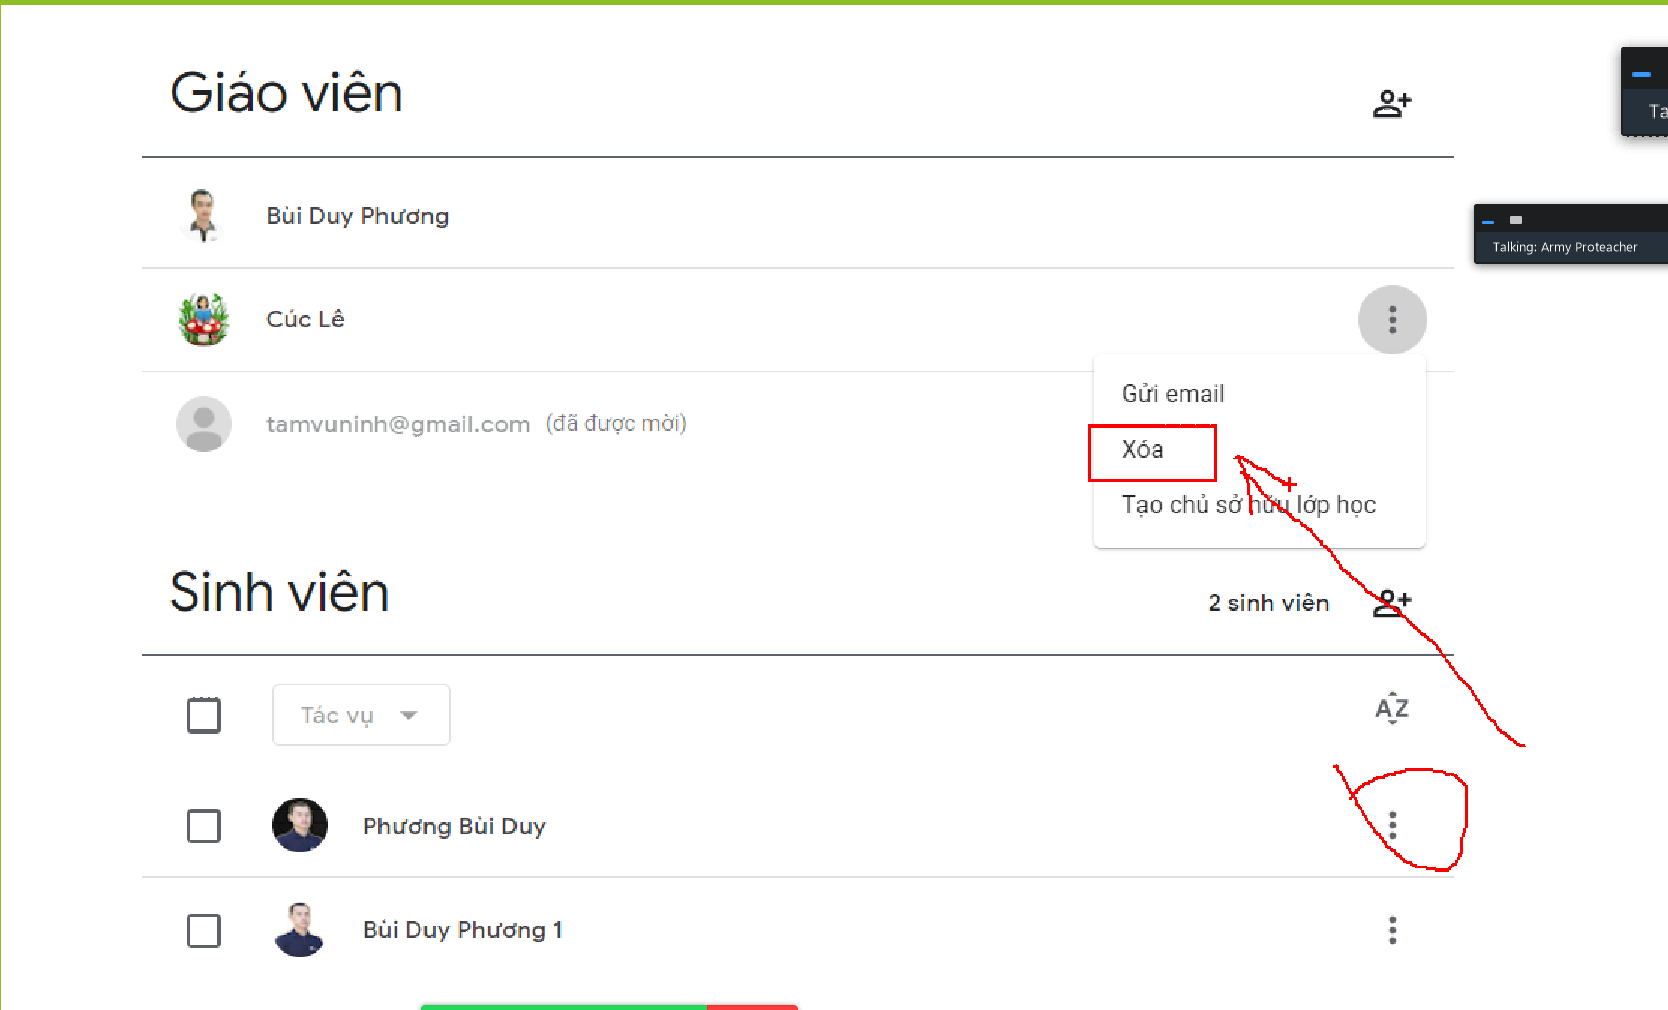 Giáo viên
Ta
Bùi Duy Phương
Talking: Army Proteacher
Cúc Lê
Gửi email
tamvuninh@gmail.com (đã được mời)
Xóa
Tạo chủ sở hữu lớp học
Sinh viên
2 sinh viên
Tác vụ
AZ
Phương Bùi Duy
Bùi Duy Phương 1